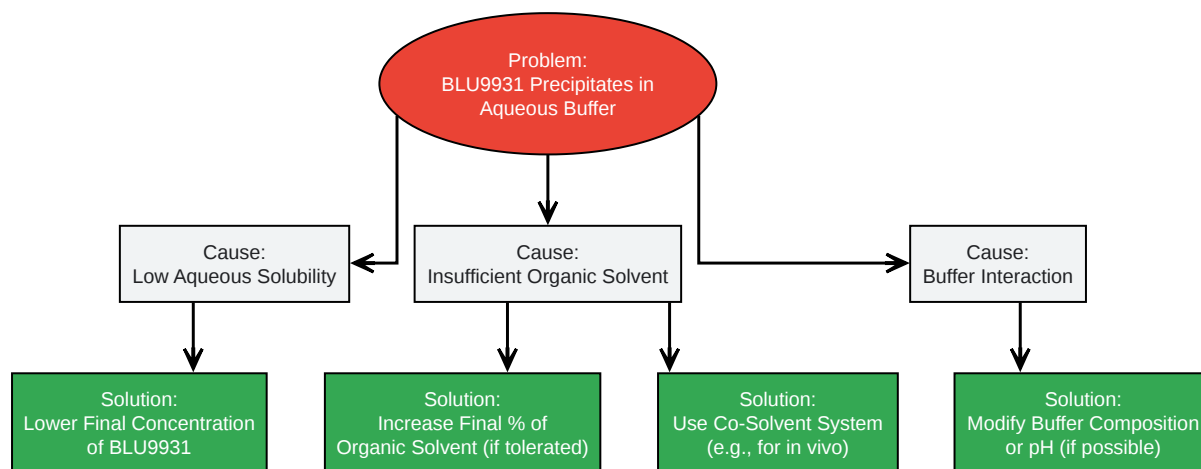 Problem:
BLU9931 Precipitates in
Aqueous Buffer
Cause:
Low Aqueous Solubility
Cause:
Insufficient Organic Solvent
Cause:
Buffer Interaction
Solution:
Lower Final Concentration
of BLU9931
Solution:
Increase Final % of
Organic Solvent (if tolerated)
Solution:
Use Co-Solvent System
(e.g., for in vivo)
Solution:
Modify Buffer Composition
or pH (if possible)